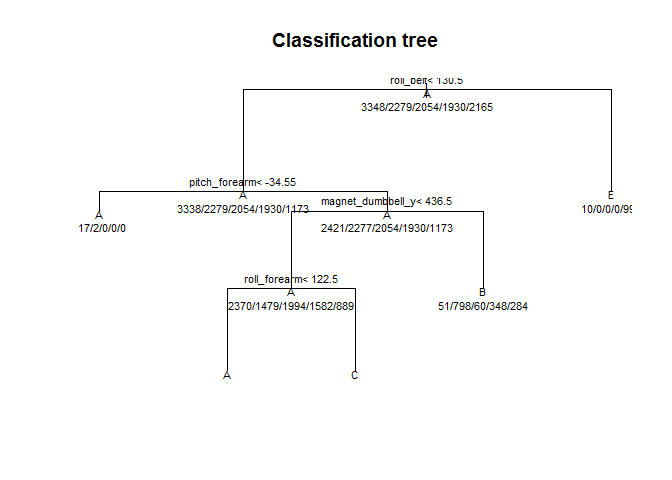 Classification tree
roll_belt< 130.5
A
3348/2279/2054/1930/2165
pitch_forearm< -34.55
A
3338/2279/2054/1930/1173
E
10/0/0/0/99
A
17/2/0/0/0
magnet_dumbbell_y< 436.5
A
2421/2277/2054/1930/1173
roll_forearm< 122.5
A
2370/1479/1994/1582/889
B
51/798/60/348/284
A
C